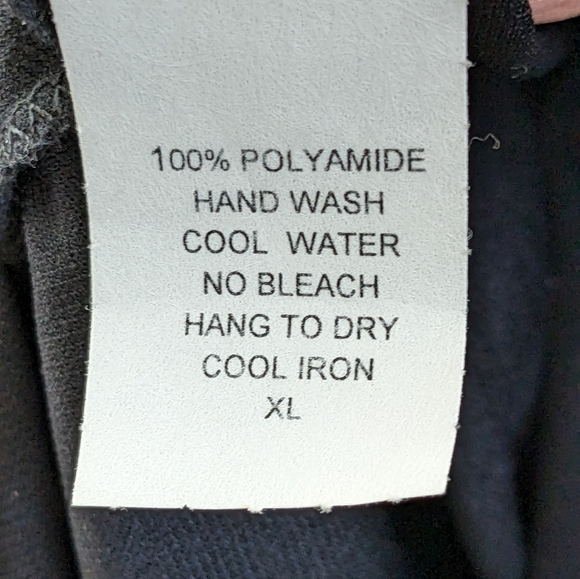 100% POLYAMIDE
HAND WASH
COOL WATER
NO BLEACH
HANG TO DRY
COOL IRON
XL